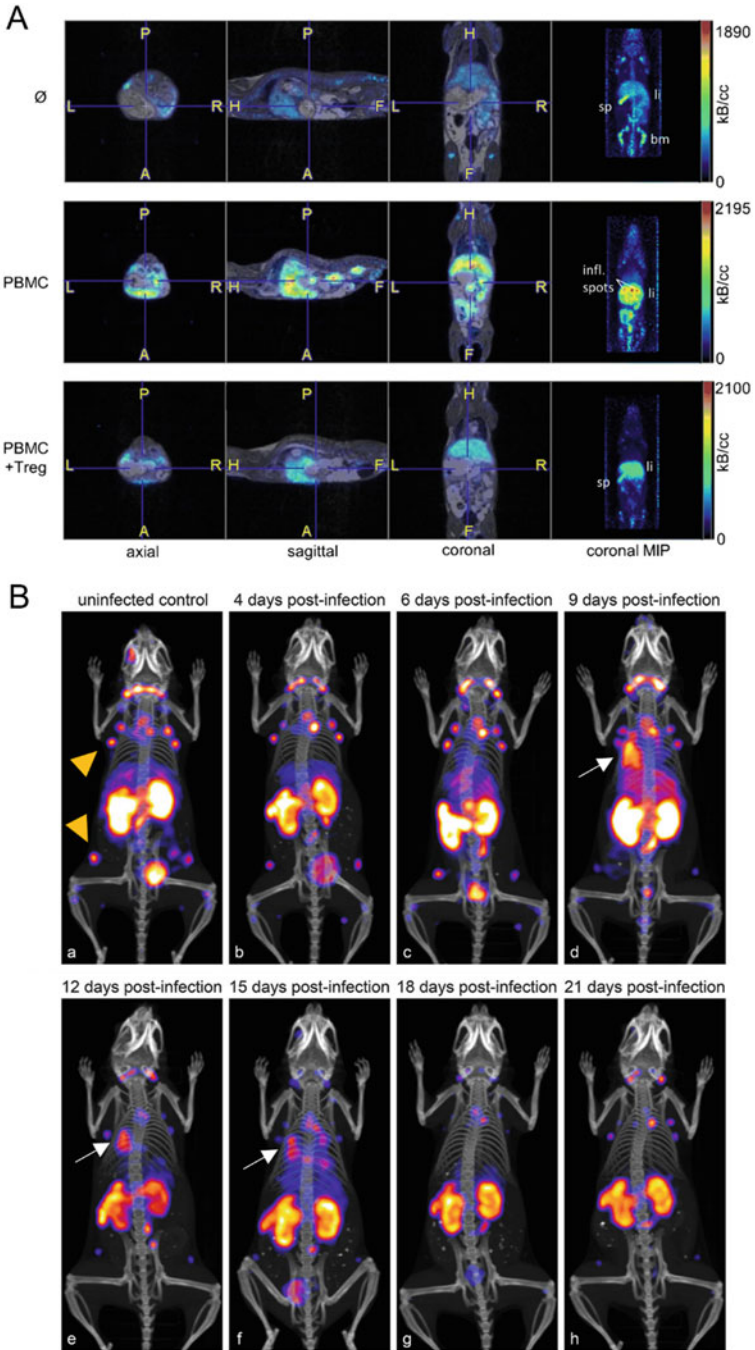 A
Ø
P
L
R
A
P
H
F
A
H
L
R
F
sp
li
bm
1890
kB/cc
0
PBMC
P
L
R
A
P
H
F
A
H
L
R
F
infl.
spots
li
2195
kB/cc
0
PBMC
+Treg
P
L
R
A
P
H
F
A
H
L
R
F
sp
li
2100
kB/cc
0
axial
sagittal
coronal
coronal MIP
B
uninfected control
4 days post-infection
6 days post-infection
9 days post-infection
a
b
c
d
12 days post-infection
15 days post-infection
18 days post-infection
21 days post-infection
e
f
g
h